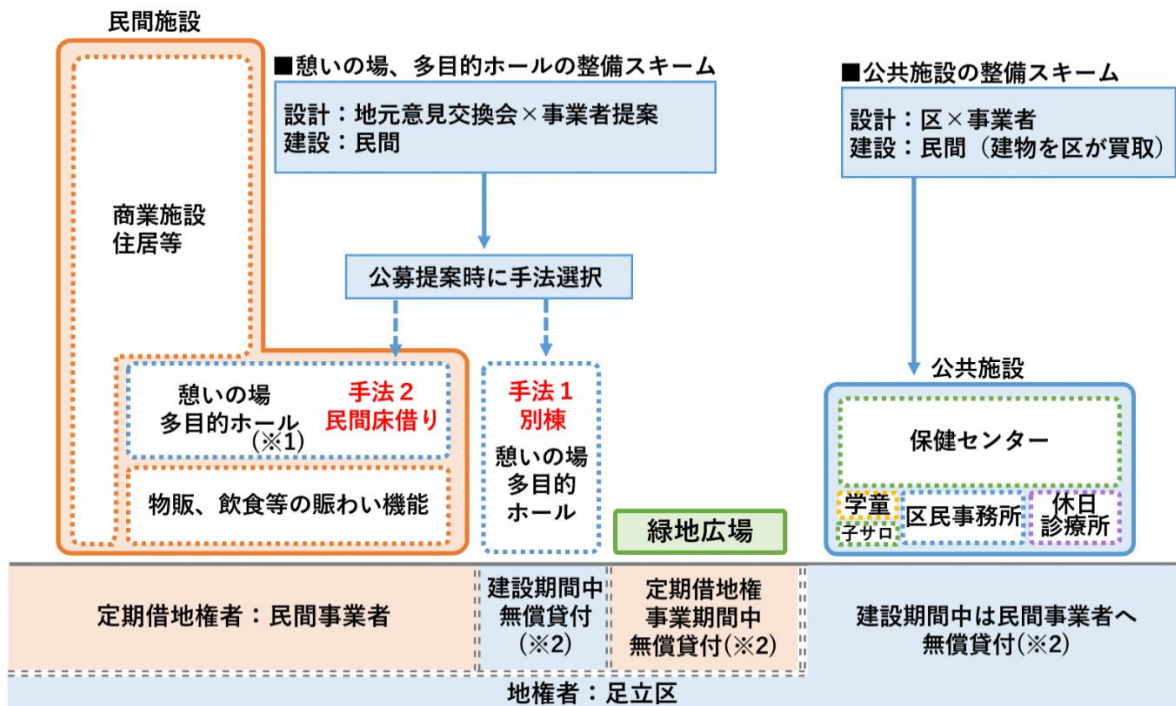 民間施設
■憩いの場、多目的ホールの整備スキーム
設計：地元意見交換会×事業者提案
建設：民間
■公共施設の整備スキーム
設計：区×事業者
建設：民間（建物を区が買取）
商業施設
住居等
公募提案時に手法選択
憩いの場
多目的ホール
(※1)
手法２
民間床借り
物販、飲食等の賑わい機能
手法１
別棟
憩いの場
多目的
ホール
緑地広場
公共施設
保健センター
学童
子サロ
区民事務所
休日
診療所
定期借地権者：民間事業者
建設期間中
無償貸付
(※2)
定期借地権
事業期間中
無償貸付(※2)
建設期間中は民間事業者へ
無償貸付(※2)
地権者：足立区